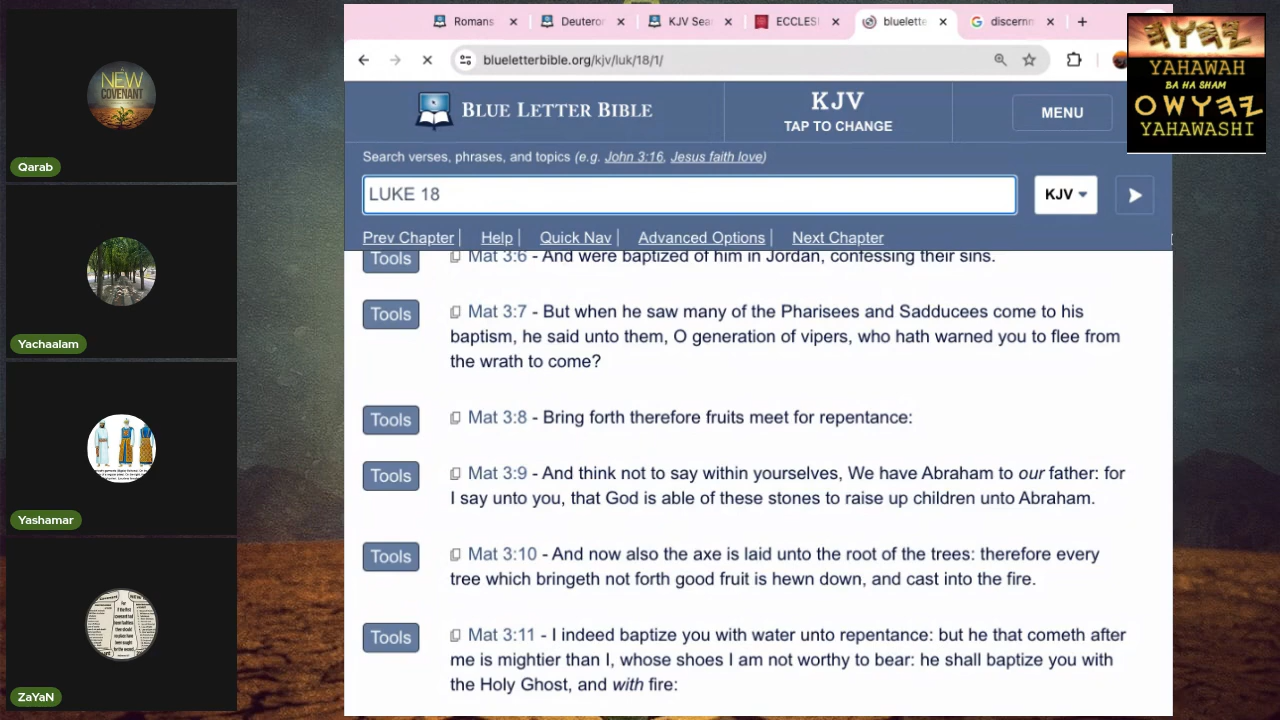 NEW
COVENANT
Qarab
Yachaalam
Yashamar
ZaYaN
Romans
Deuteror
KJV Sea
ECCLESI
bluelette
discernm
blueletterbible.org/kjv/luk/18/1/
BLUE LETTER BIBLE
KJV
TAP TO CHANGE
MENU
Search verses, phrases, and topics (e.g. John 3:16, Jesus faith love)
LUKE 18
KJV
Prev Chapter | Help | Quick Nav | Advanced Options | Next Chapter
Tools Mat 3:6 - And were baptized of him in Jordan, confessing their sins.
Tools Mat 3:7 - But when he saw many of the Pharisees and Sadducees come to his
baptism, he said unto them, O generation of vipers, who hath warned you to flee from
the wrath to come?
Tools Mat 3:8 - Bring forth therefore fruits meet for repentance:
Tools Mat 3:9 - And think not to say within yourselves, We have Abraham to our father: for
I say unto you, that God is able of these stones to raise up children unto Abraham.
Tools Mat 3:10 - And now also the axe is laid unto the root of the trees: therefore every
tree which bringeth not forth good fruit is hewn down, and cast into the fire.
Tools Mat 3:11 - I indeed baptize you with water unto repentance: but he that cometh after
me is mightier than I, whose shoes I am not worthy to bear: he shall baptize you with
the Holy Ghost, and with fire:
YAHAWAH
BA HA SHAM
YAHAWASHI